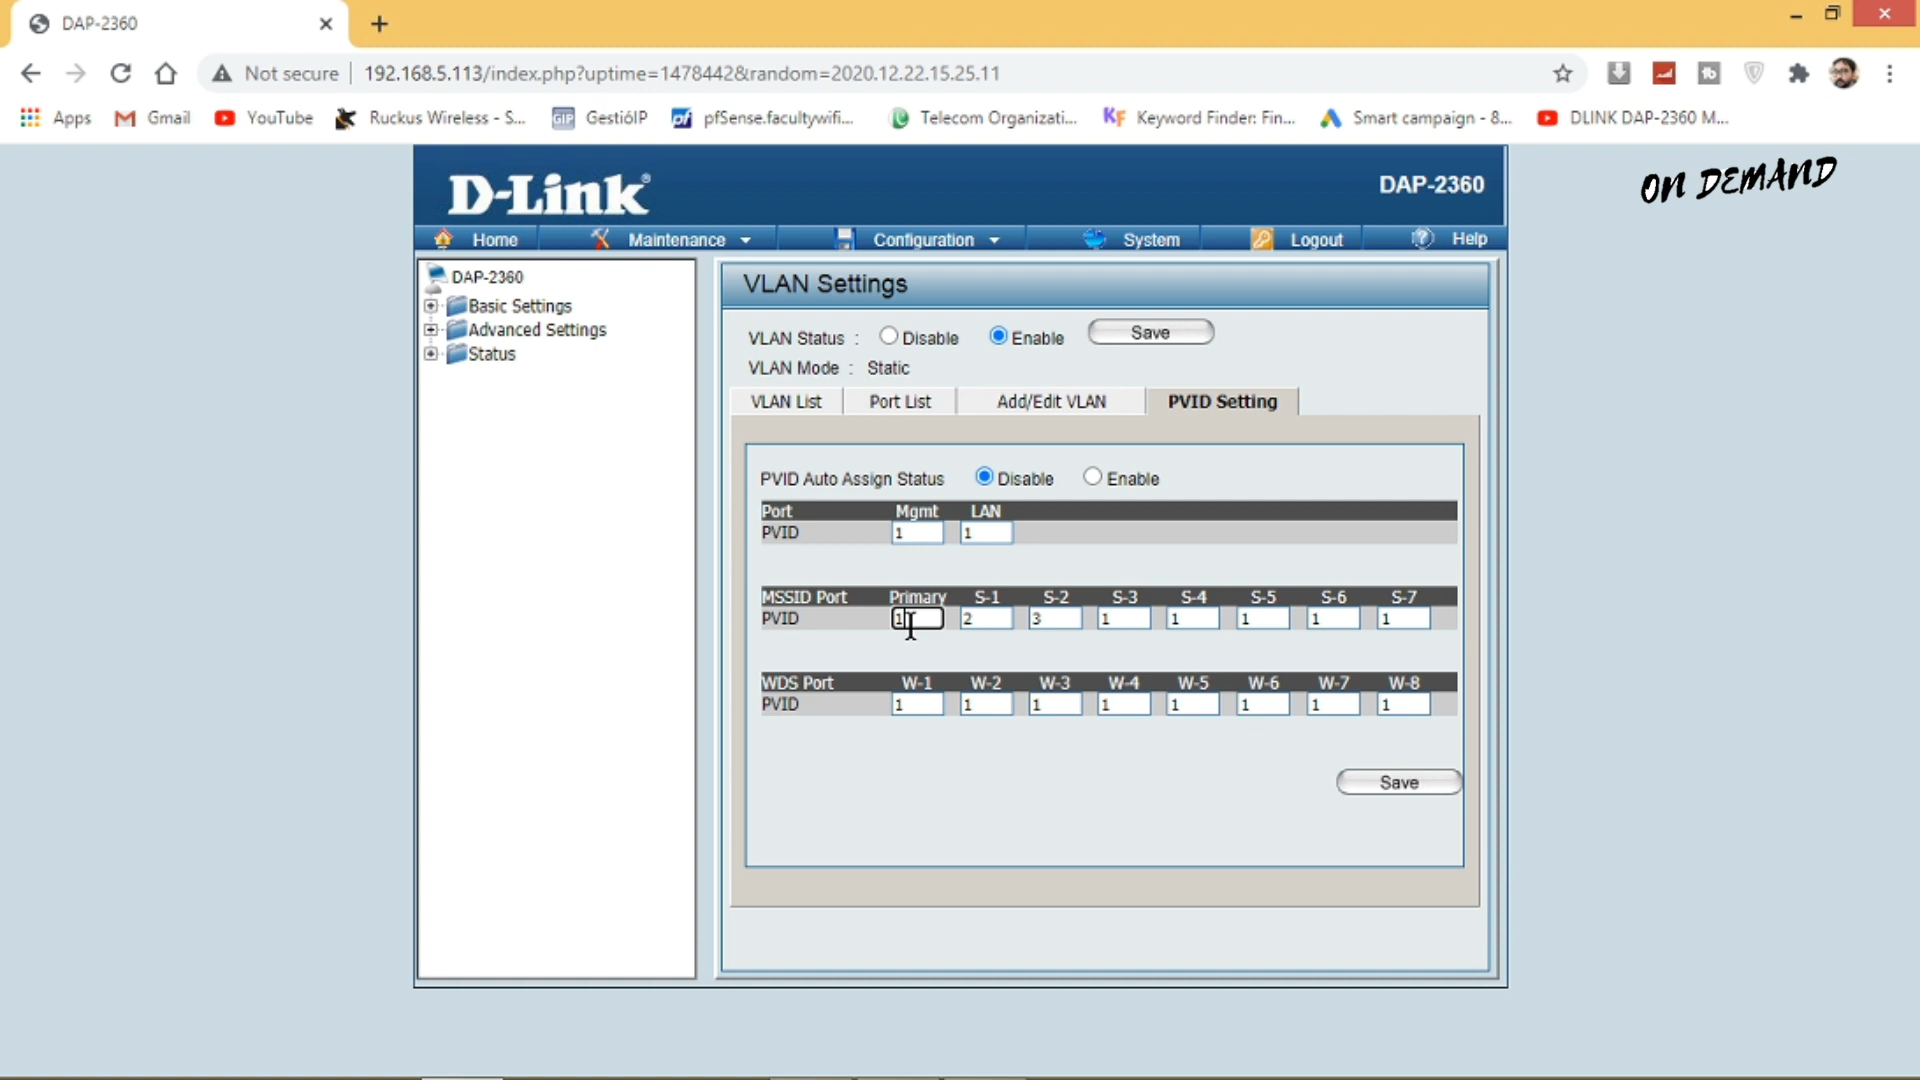 DAP-2360
Not secure 192.168.5.113/index.php?uptime=1478442&random=2020.12.22.15.25.11
Apps Gmail YouTube Ruckus Wireless - S... GestióIP pfSense.facultywifi... Telecom Organizati... Keyword Finder: Fin... Smart campaign - 8... DLINK DAP-2360 M...
ON DEMAND
D-Link® DAP-2360
Home Maintenance Configuration System Logout Help
DAP-2360
Basic Settings
Advanced Settings
Status
VLAN Settings
VLAN Status : Disable Enable Save
VLAN Mode : Static
VLAN List Port List Add/Edit VLAN PVID Setting
PVID Auto Assign Status Disable Enable
Port Mgmt LAN
PVID 1 1
MSSID Port Primary S-1 S-2 S-3 S-4 S-5 S-6 S-7
PVID 1 2 3 1 1 1 1 1
WDS Port W-1 W-2 W-3 W-4 W-5 W-6 W-7 W-8
PVID 1 1 1 1 1 1 1 1
Save